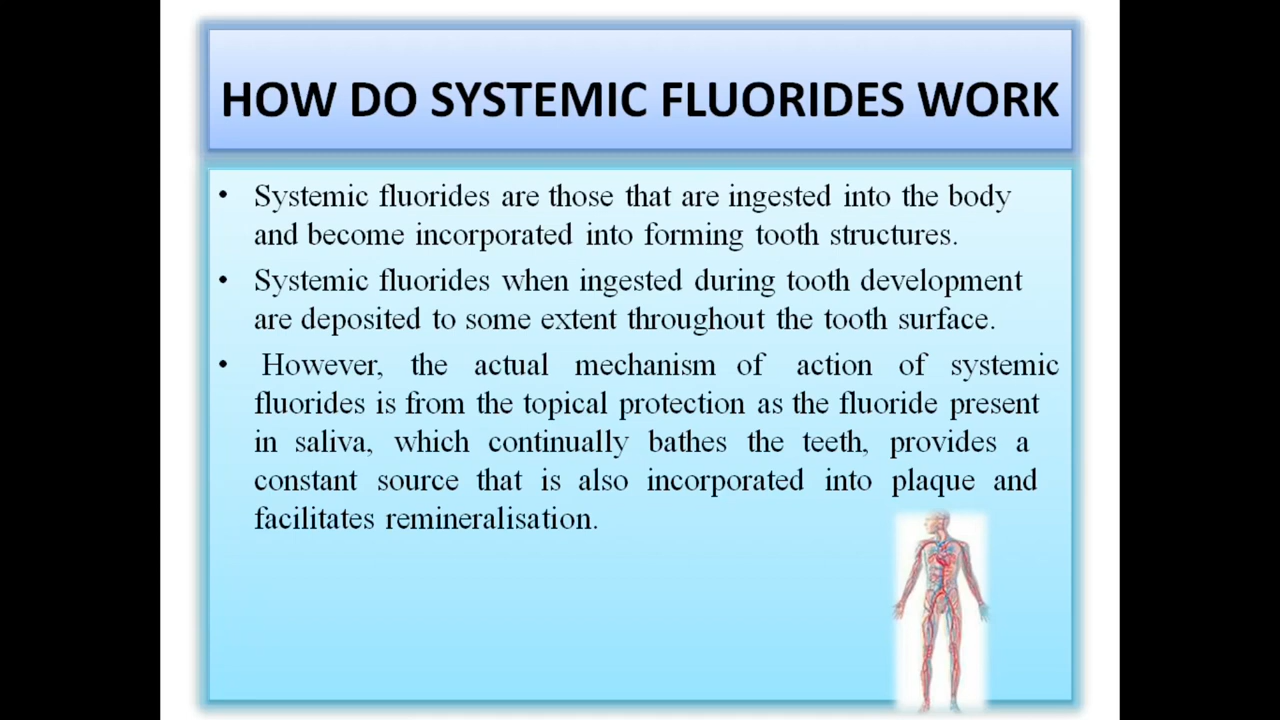 HOW DO SYSTEMIC FLUORIDES WORK
• Systemic fluorides are those that are ingested into the body
and become incorporated into forming tooth structures.
• Systemic fluorides when ingested during tooth development
are deposited to some extent throughout the tooth surface.
• However, the actual mechanism of action of systemic
fluorides is from the topical protection as the fluoride present
in saliva, which continually bathes the teeth, provides a
constant source that is also incorporated into plaque and
facilitates remineralisation.